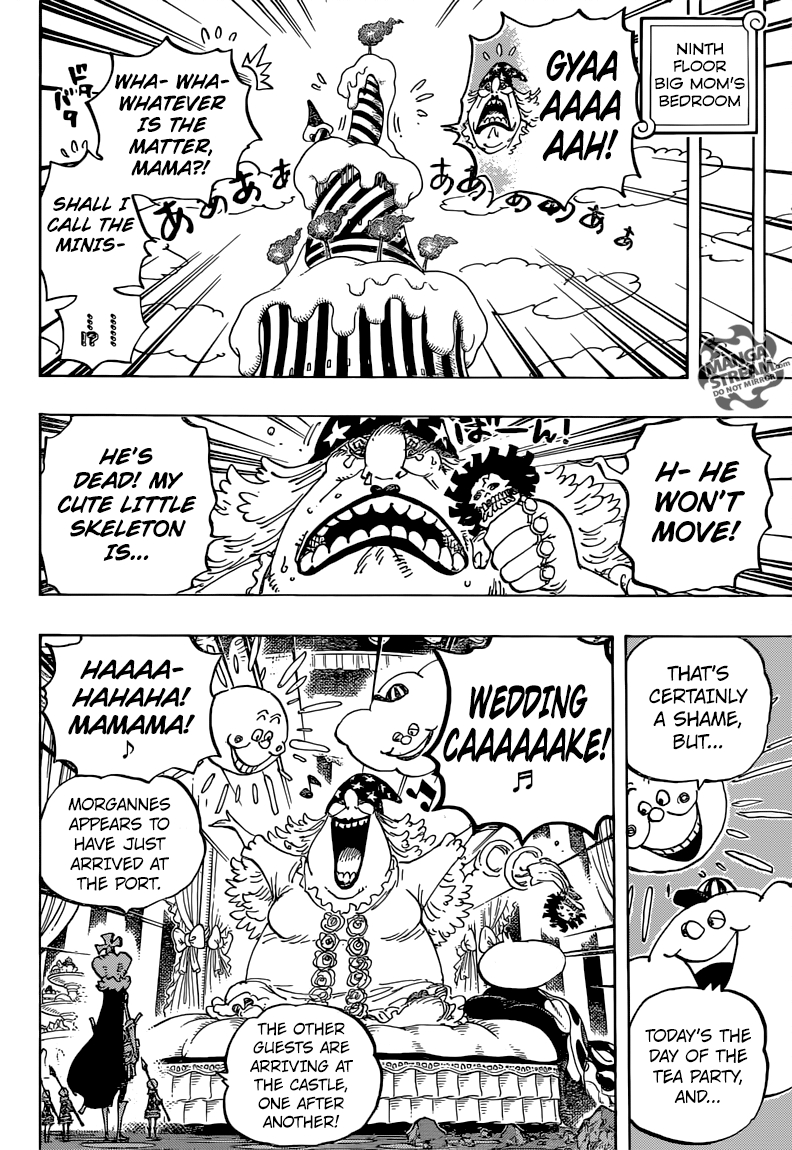 NINTH
FLOOR
BIG MOM'S
BEDROOM
GYAA
AAAA
AAH!
ああああああ
あああああ
WHA- WHA-
WHATEVER
IS THE
MATTER,
MAMA?!
ドタ
バタ
SHALL I
CALL THE
MINIS-
!?
MANGA
STREAM.com
DO NOT MIRROR
H- HE
WON'T
MOVE!
ばーん!
HE'S
DEAD! MY
CUTE LITTLE
SKELETON
IS...
THAT'S
CERTAINLY
A SHAME,
BUT...
TODAY'S THE
DAY OF THE
TEA PARTY,
AND...
WEDDING
CAAAAAAKE!
HAAAA-
HAHAHA!
MAMAMA!
MORGANNES
APPEARS TO
HAVE JUST
ARRIVED AT
THE PORT.
THE OTHER
GUESTS ARE
ARRIVING AT
THE CASTLE,
ONE AFTER
ANOTHER!